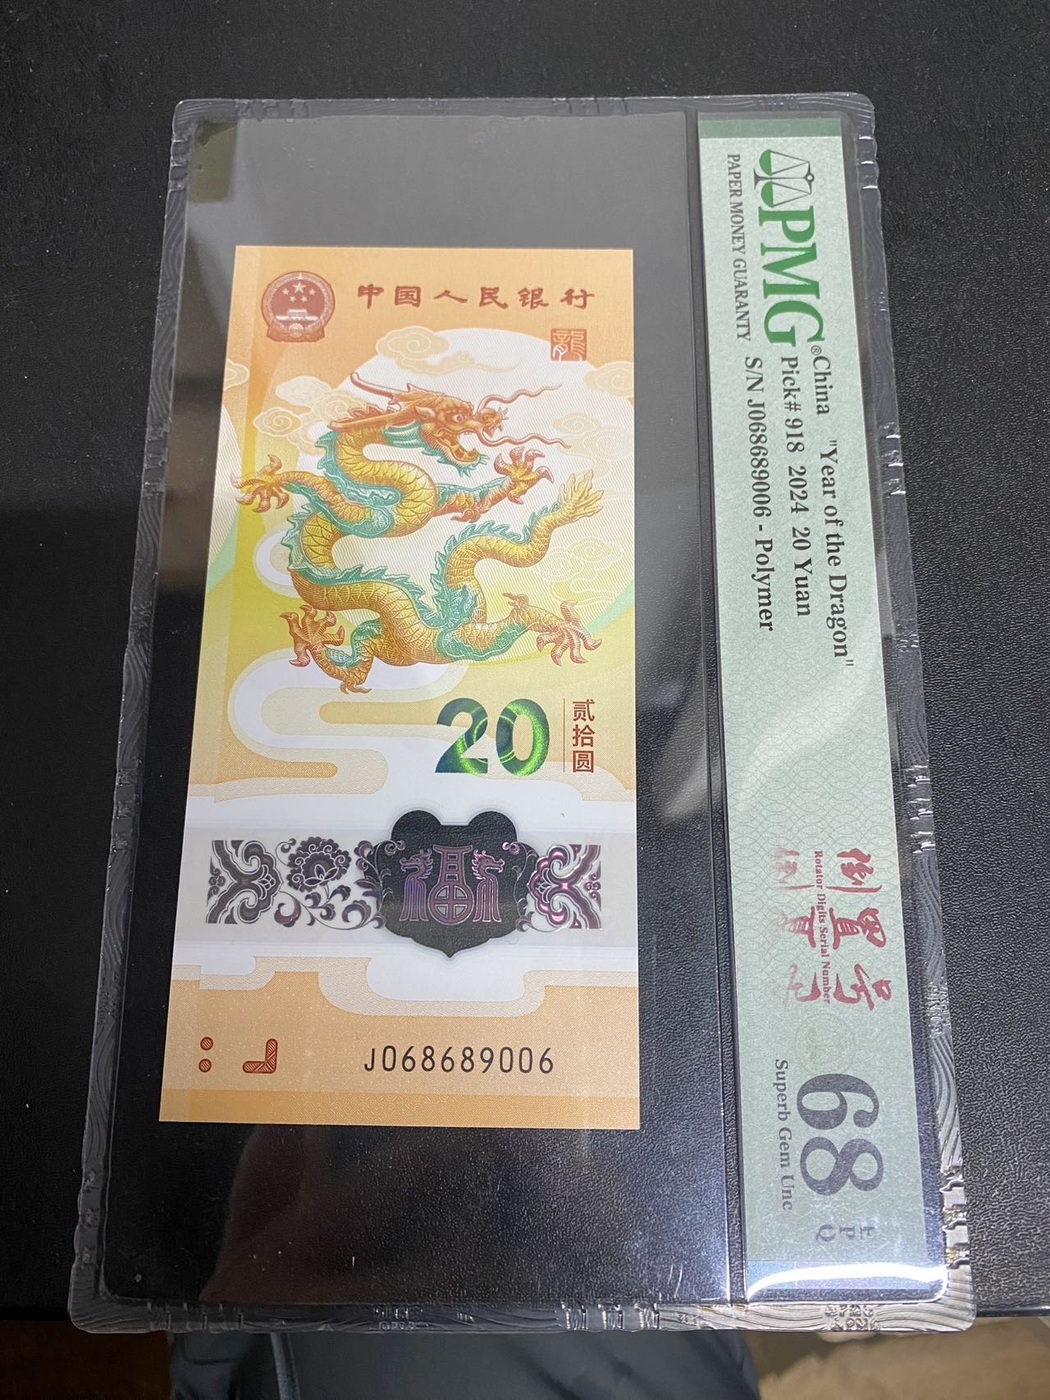 中国人民银行
龍
20
贰拾圆
J068689006
PMG
PAPER MONEY GUARANTY
®China "Year of the Dragon"
Pick# 918 2024 20 Yuan
S/N J068689006 - Polymer
Rotator Digits Serial Number
68
EPQ
Superb Gem Unc